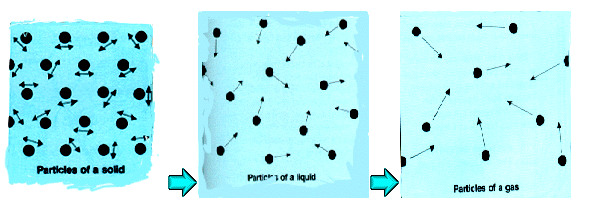 Particles of a solid
Particles of a liquid
Particles of a gas